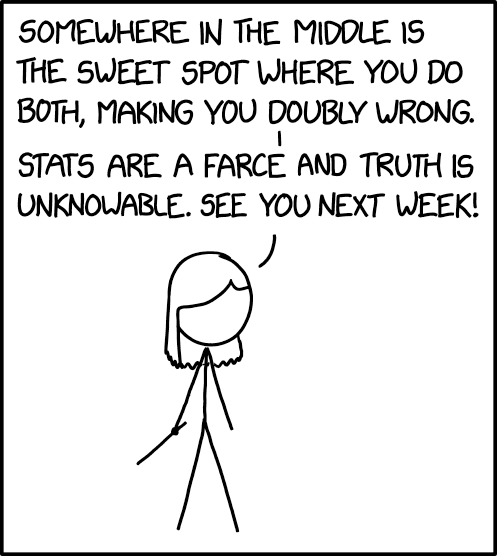 SOMEWHERE IN THE MIDDLE IS
THE SWEET SPOT WHERE YOU DO
BOTH, MAKING YOU DOUBLY WRONG.
STATS ARE A FARCE AND TRUTH IS
UNKNOWABLE. SEE YOU NEXT WEEK!